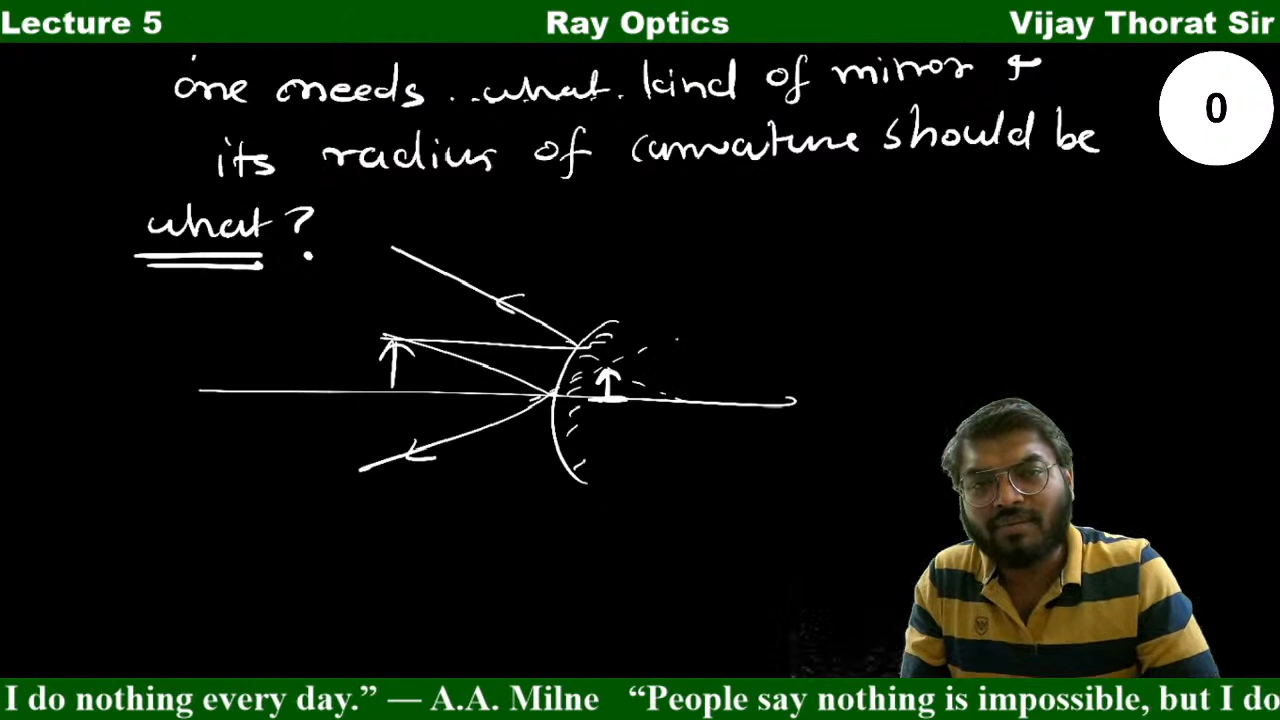 Lecture 5
Ray Optics
Vijay Thorat Sir
0
one needs..what. kind of mirror &
its radius of curvature should be
what?
I do nothing every day.” — A.A. Milne “People say nothing is impossible, but I do